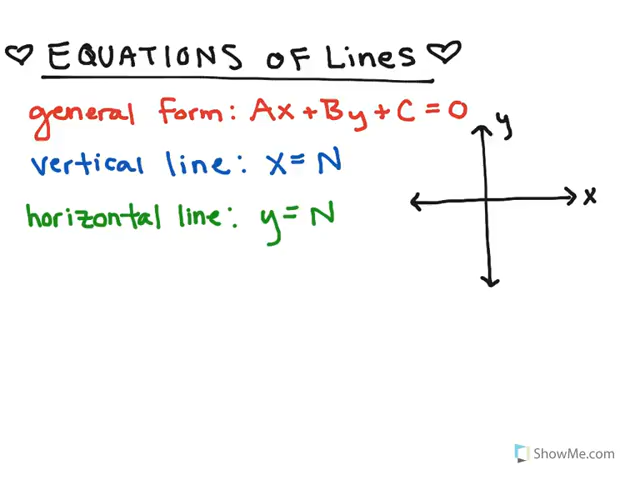 ♡ EQUATIONS of Lines ♡
general form: Ax + By + C = 0
y
vertical line: x = N
x
horizontal line: y = N
ShowMe.com